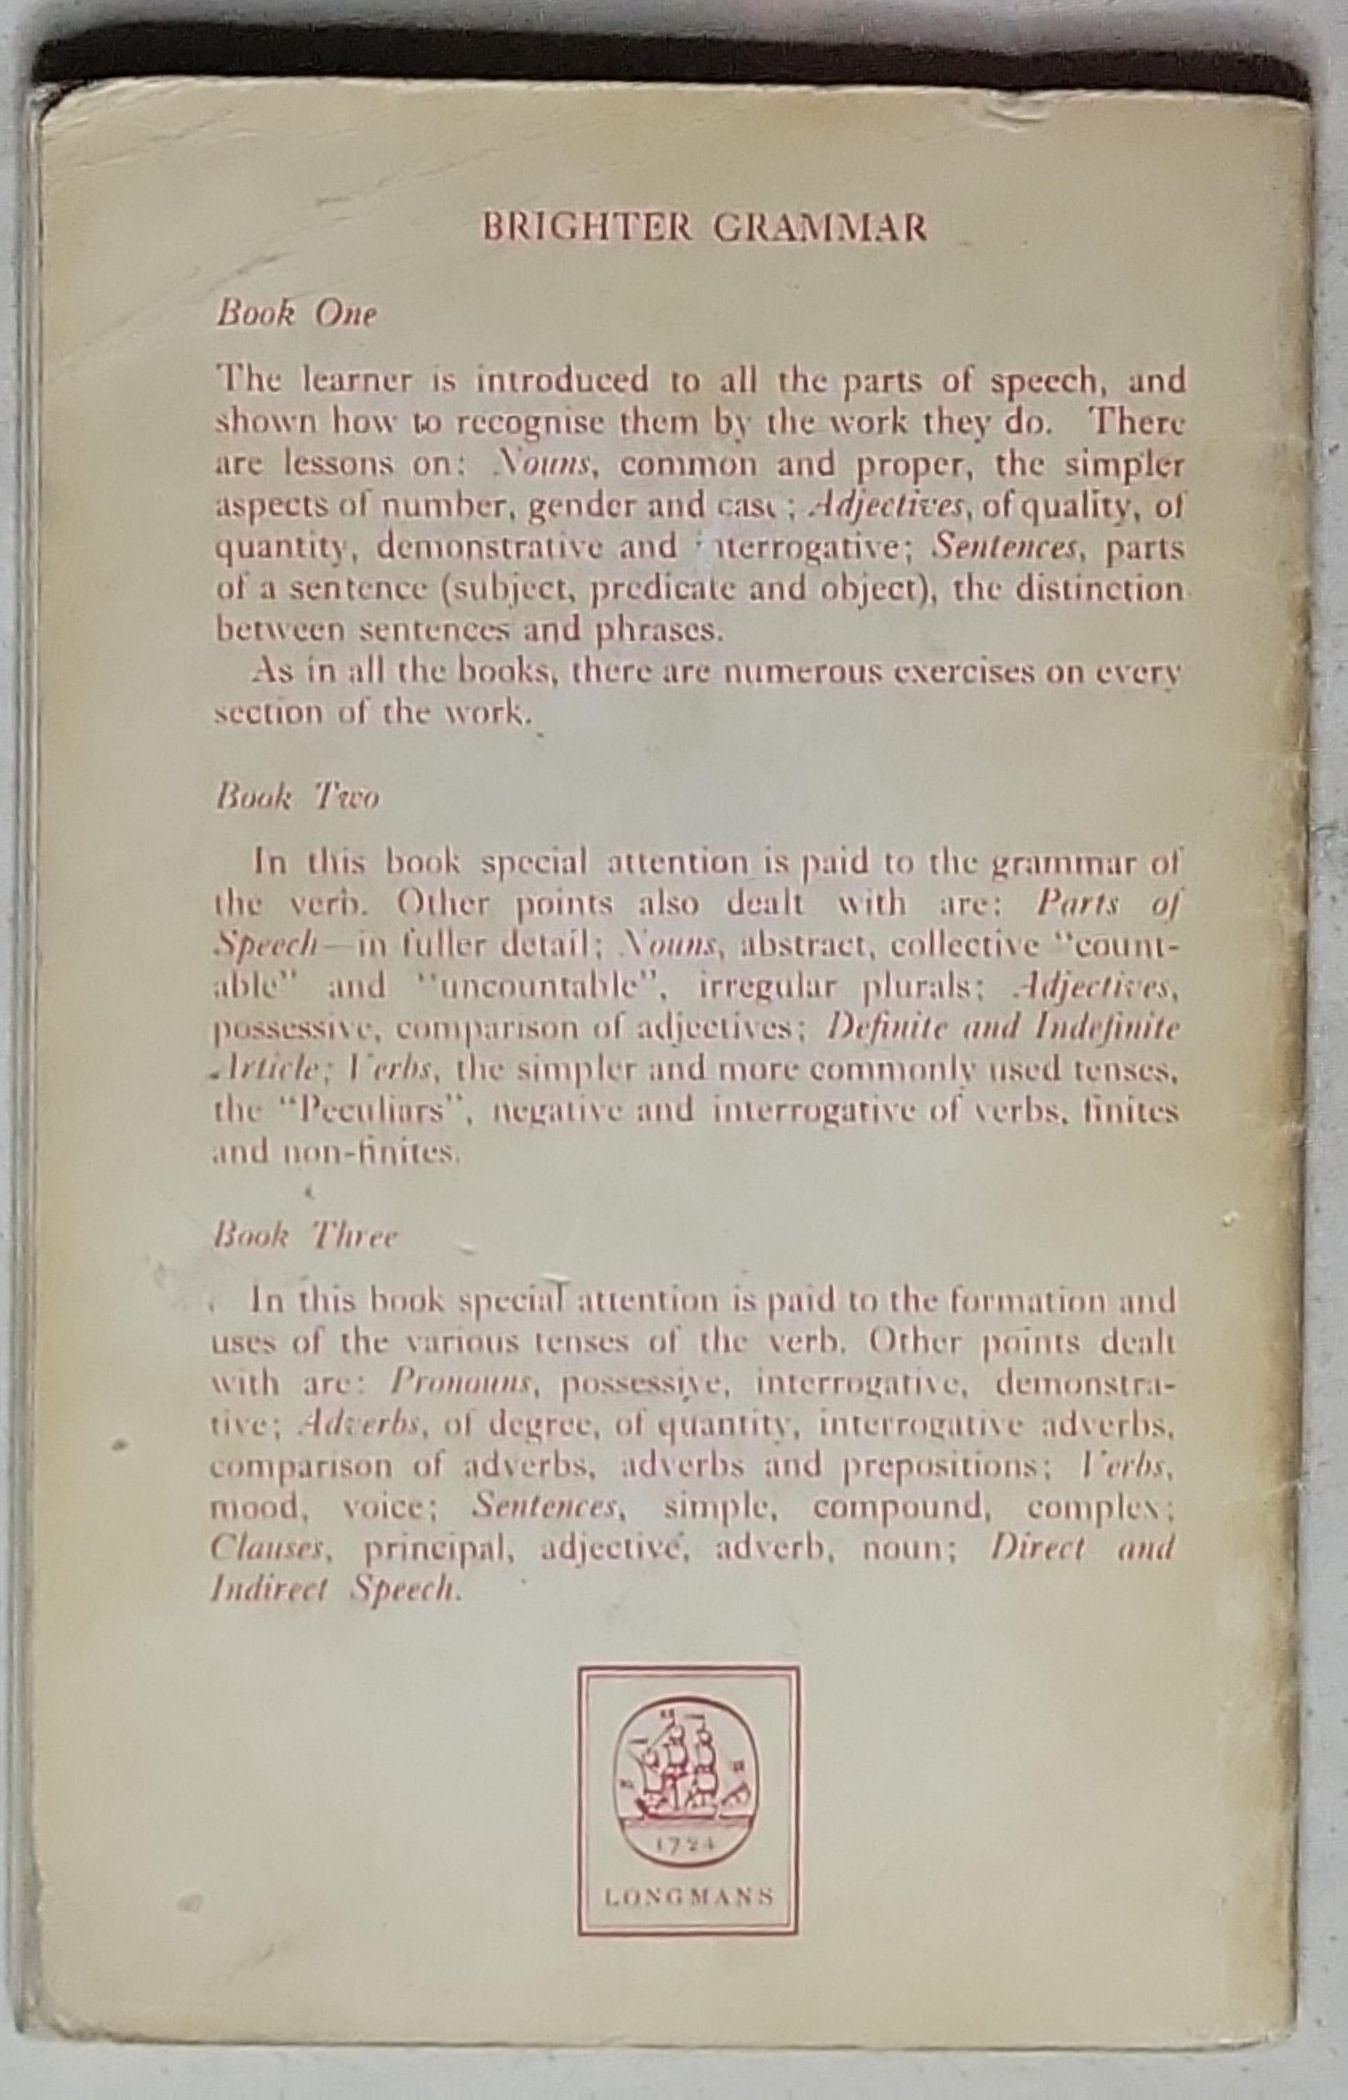 BRIGHTER GRAMMAR
Book One
The learner is introduced to all the parts of speech, and
shown how to recognise them by the work they do. There
are lessons on: Nouns, common and proper, the simpler
aspects of number, gender and case; Adjectives, of quality, of
quantity, demonstrative and interrogative; Sentences, parts
of a sentence (subject, predicate and object), the distinction
between sentences and phrases.
As in all the books, there are numerous exercises on every
section of the work.
Book Two
In this book special attention is paid to the grammar of
the verb. Other points also dealt with are: Parts of
Speech—in fuller detail; Nouns, abstract, collective "count-
able" and "uncountable", irregular plurals; Adjectives,
possessive, comparison of adjectives; Definite and Indefinite
Article; Verbs, the simpler and more commonly used tenses,
the "Peculiars", negative and interrogative of verbs, finites
and non-finites.
Book Three
In this book special attention is paid to the formation and
uses of the various tenses of the verb. Other points dealt
with are: Pronouns, possessive, interrogative, demonstra-
tive; Adverbs, of degree, of quantity, interrogative adverbs,
comparison of adverbs, adverbs and prepositions; Verbs,
mood, voice; Sentences, simple, compound, complex;
Clauses, principal, adjective, adverb, noun; Direct and
Indirect Speech.
1724
LONGMANS